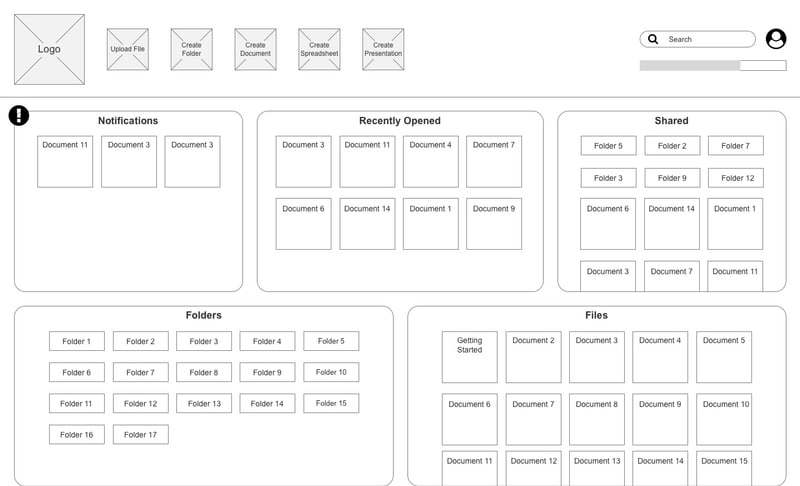 Logo
Upload File
Create
Folder
Create
Document
Create
Spreadsheet
Create
Presentation
Search
!
Notifications
Document 11
Document 3
Document 3
Recently Opened
Document 3
Document 11
Document 4
Document 7
Document 6
Document 14
Document 1
Document 9
Shared
Folder 5
Folder 2
Folder 7
Folder 3
Folder 9
Folder 12
Document 6
Document 14
Document 1
Document 3
Document 7
Document 11
Folders
Folder 1
Folder 2
Folder 3
Folder 4
Folder 5
Folder 6
Folder 7
Folder 8
Folder 9
Folder 10
Folder 11
Folder 12
Folder 13
Folder 14
Folder 15
Folder 16
Folder 17
Files
Getting
Started
Document 2
Document 3
Document 4
Document 5
Document 6
Document 7
Document 8
Document 9
Document 10
Document 11
Document 12
Document 13
Document 14
Document 15